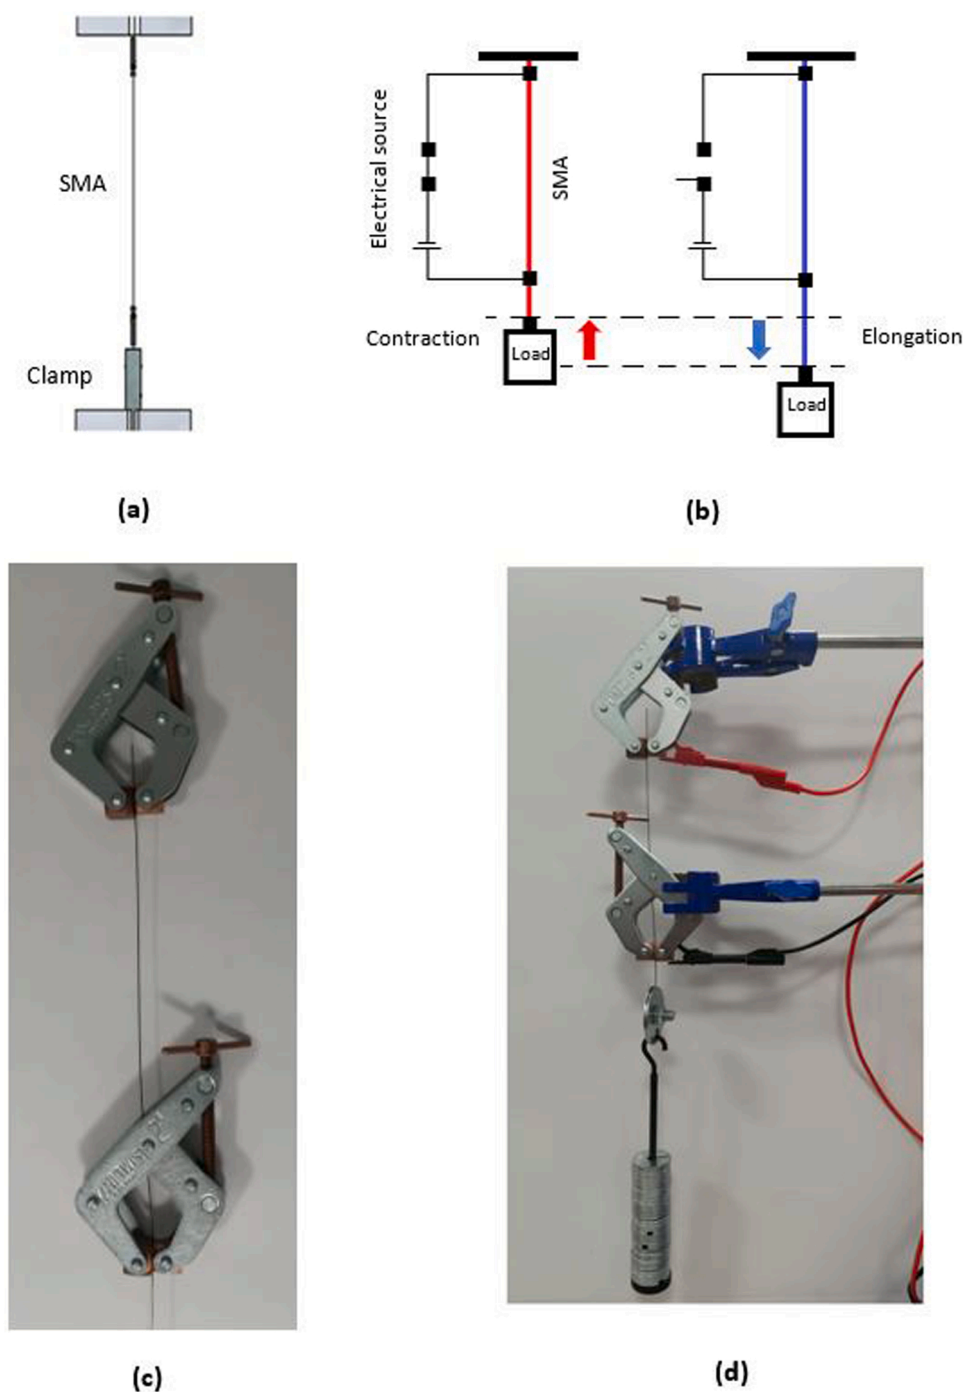 SMA
Clamp
(a)
Electrical source
SMA
Contraction
Load
Elongation
Load
(b)
(c)
(d)